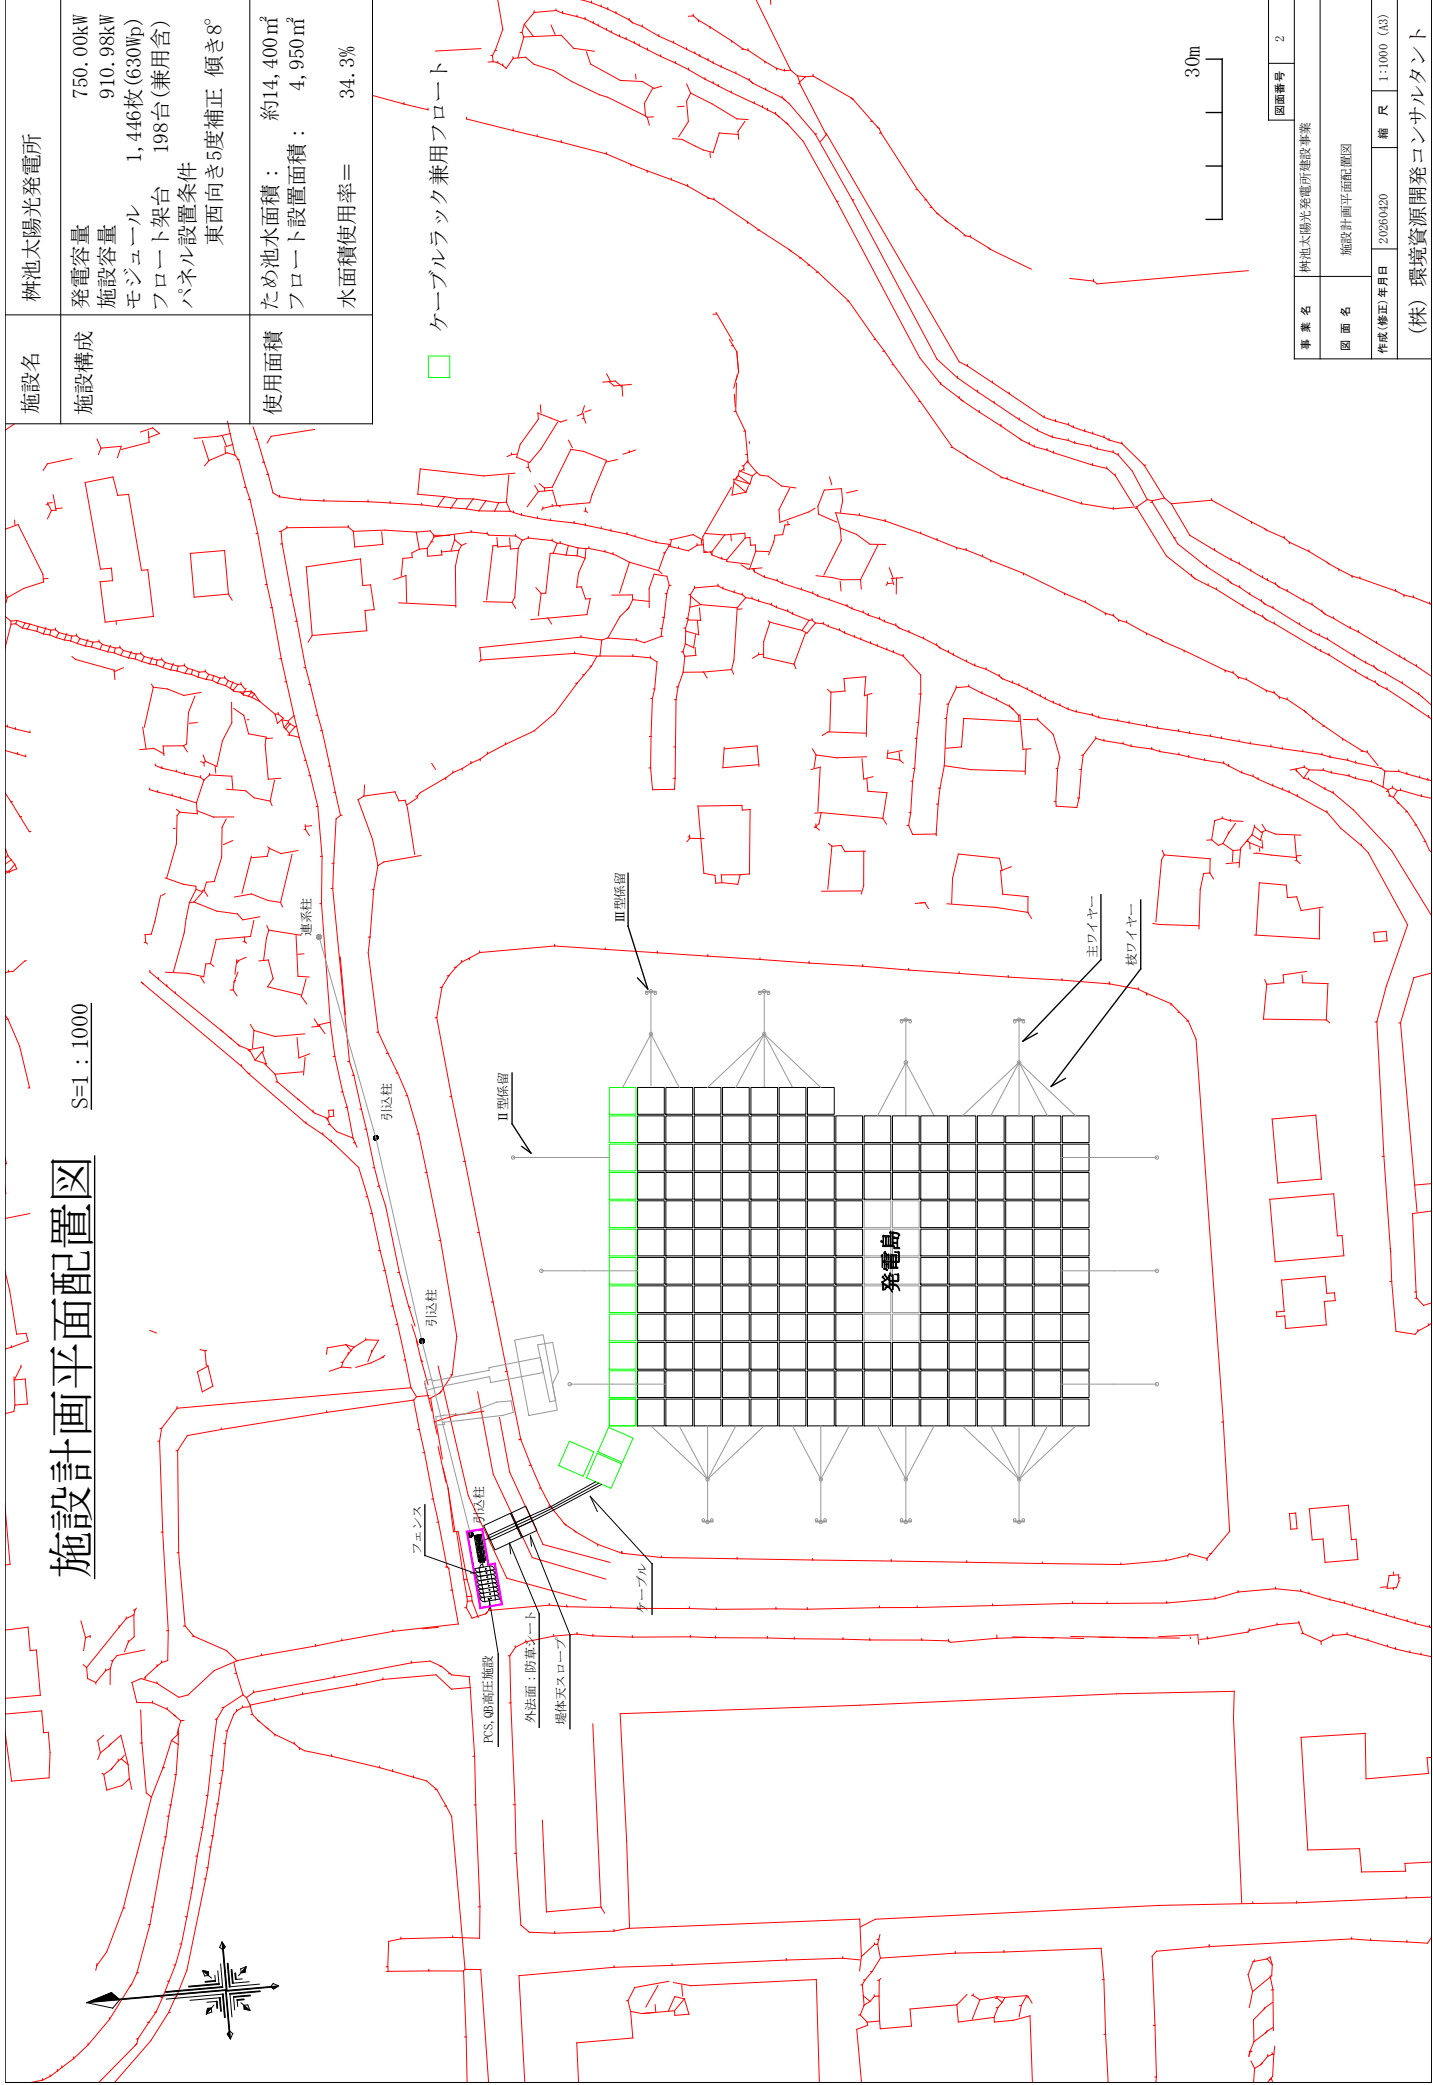 施設計画平面配置図
S=1：1000
施設名 桝池太陽光発電所
施設構成
発電容量 750.00kW
施設容量 910.98kW
モジュール 1,446枚(630Wp)
フロート架台 198台(兼用含)
パネル設置条件
東西向き5度補正 傾き8°
使用面積
ため池水面積： 約14,400㎡
フロート設置面積： 4,950㎡
水面積使用率＝ 34.3%
ケーブルラック兼用フロート
連系柱
引込柱
引込柱
引込柱
フェンス
Ⅱ型係留
Ⅲ型係留
PCS,QB高圧施設
外法面：防草シート
堤体天スロープ
ケーブル
発電島
主ワイヤー
枝ワイヤー
30m
図面番号 2
事業名 桝池太陽光発電所建設事業
図面名 施設計画平面配置図
作成(修正)年月日 20260420 縮尺 1:1000 (A3)
(株) 環境資源開発コンサルタント